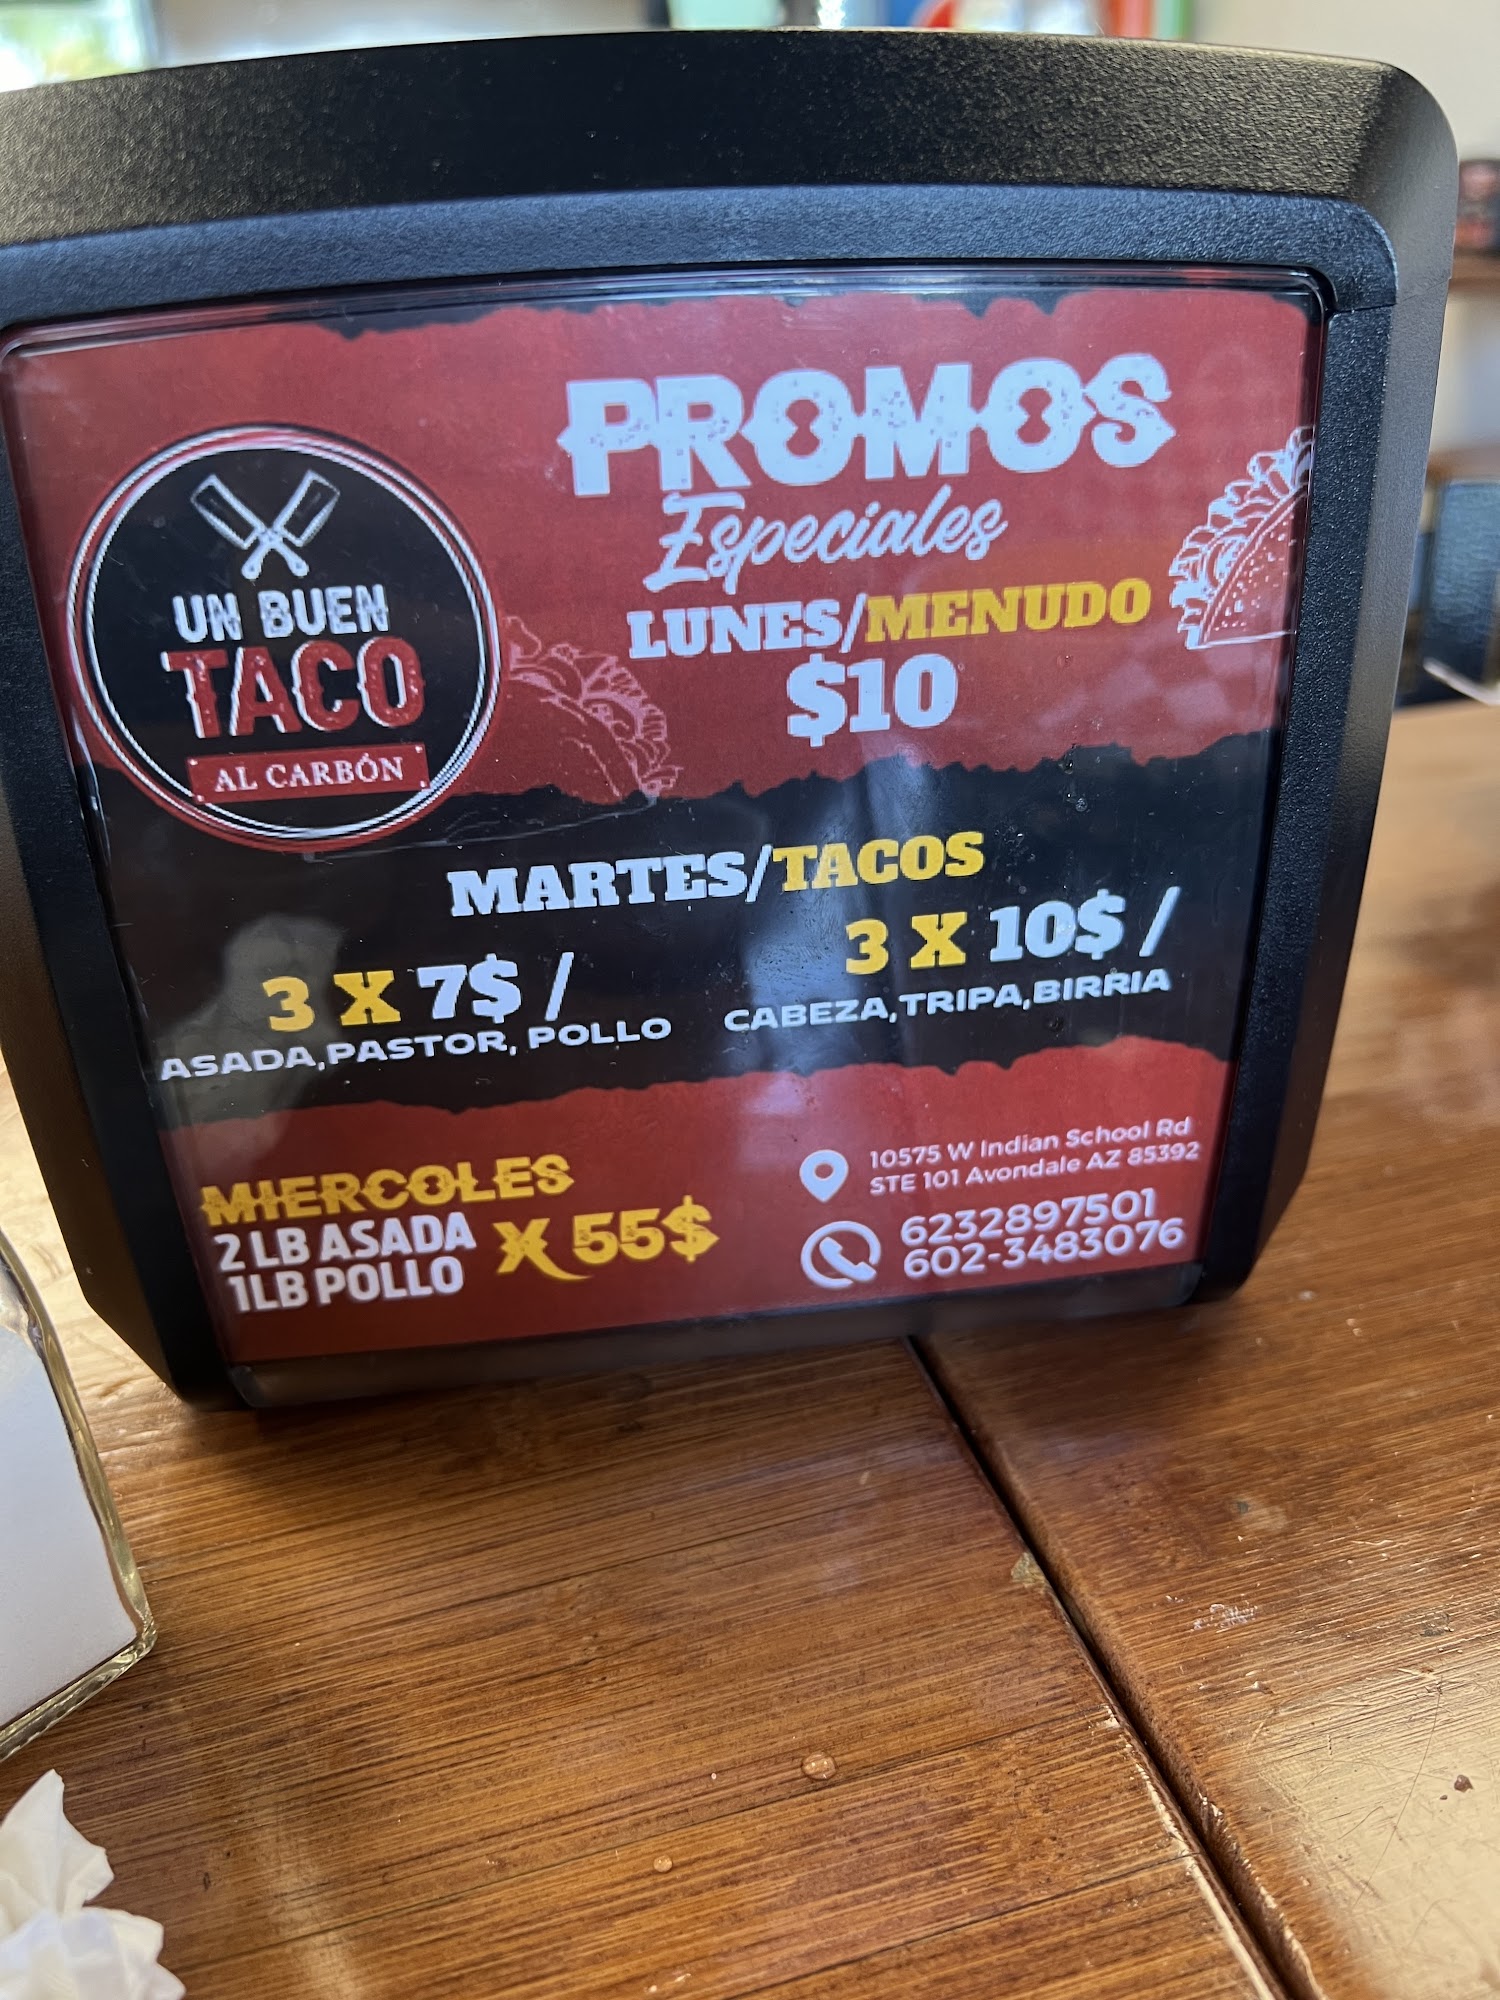 PROMOS
Especiales
LUNES/MENUDO
$10
UN BUEN
TACO
AL CARBÓN
MARTES/TACOS
3 X 7$ /
ASADA,PASTOR, POLLO
3 X 10$ /
CABEZA,TRIPA,BIRRIA
MIERCOLES
2 LB ASADA
1LB POLLO
X 55$
10575 W Indian School Rd
STE 101 Avondale AZ 85392
6232897501
602-3483076